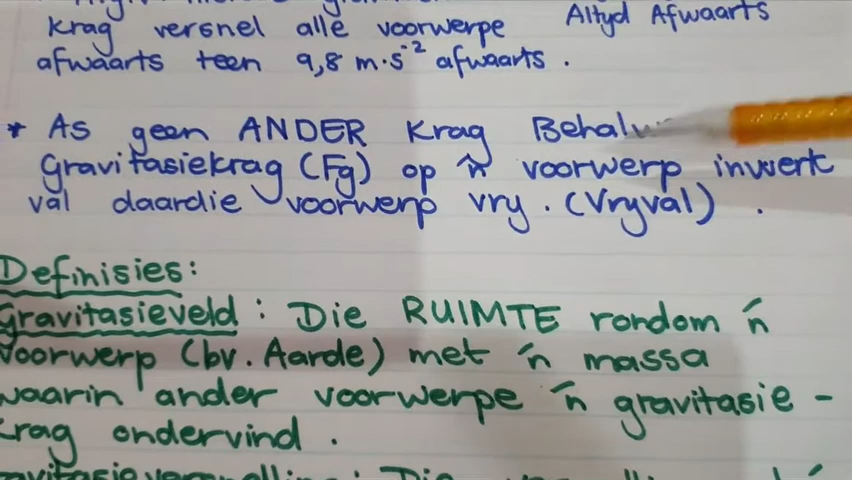 krag versnel alle voorwerpe Altyd Afwaarts
afwaarts teen 9,8 m·s⁻² afwaarts.
* As geen ANDER krag
Gravitasiekrag (Fg) op 'n voorwerp inwerk
val daardie voorwerp vry. (Vryval).
Definisies:
Gravitasieveld: Die RUIMTE rondom 'n
voorwerp (bv. Aarde) met 'n massa
waarin ander voorwerpe 'n gravitasie-
krag ondervind.
Die